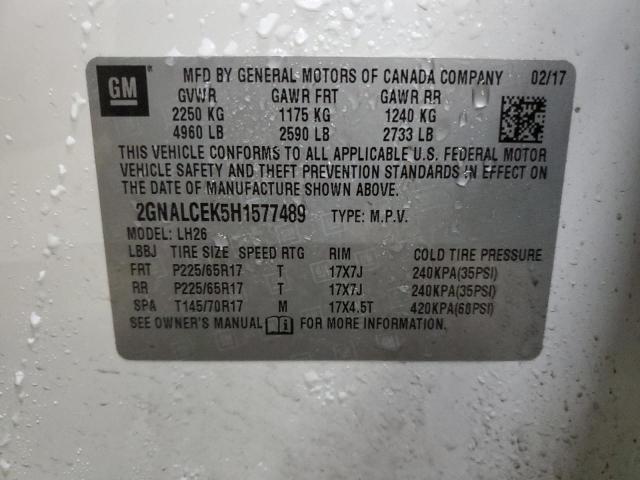 GM MFD BY GENERAL MOTORS OF CANADA COMPANY 02/17
GVWR GAWR FRT GAWR RR
2250 KG 1175 KG 1240 KG
4960 LB 2590 LB 2733 LB
THIS VEHICLE CONFORMS TO ALL APPLICABLE U.S. FEDERAL MOTOR
VEHICLE SAFETY AND THEFT PREVENTION STANDARDS IN EFFECT ON
THE DATE OF MANUFACTURE SHOWN ABOVE.
2GNALCEK5H1577489 TYPE: M.P.V.
MODEL: LH26
LBBJ TIRE SIZE SPEED RTG RIM COLD TIRE PRESSURE
FRT P225/65R17 T 17X7J 240KPA(35PSI)
RR P225/65R17 T 17X7J 240KPA(35PSI)
SPA T145/70R17 M 17X4.5T 420KPA(60PSI)
SEE OWNER'S MANUAL FOR MORE INFORMATION.